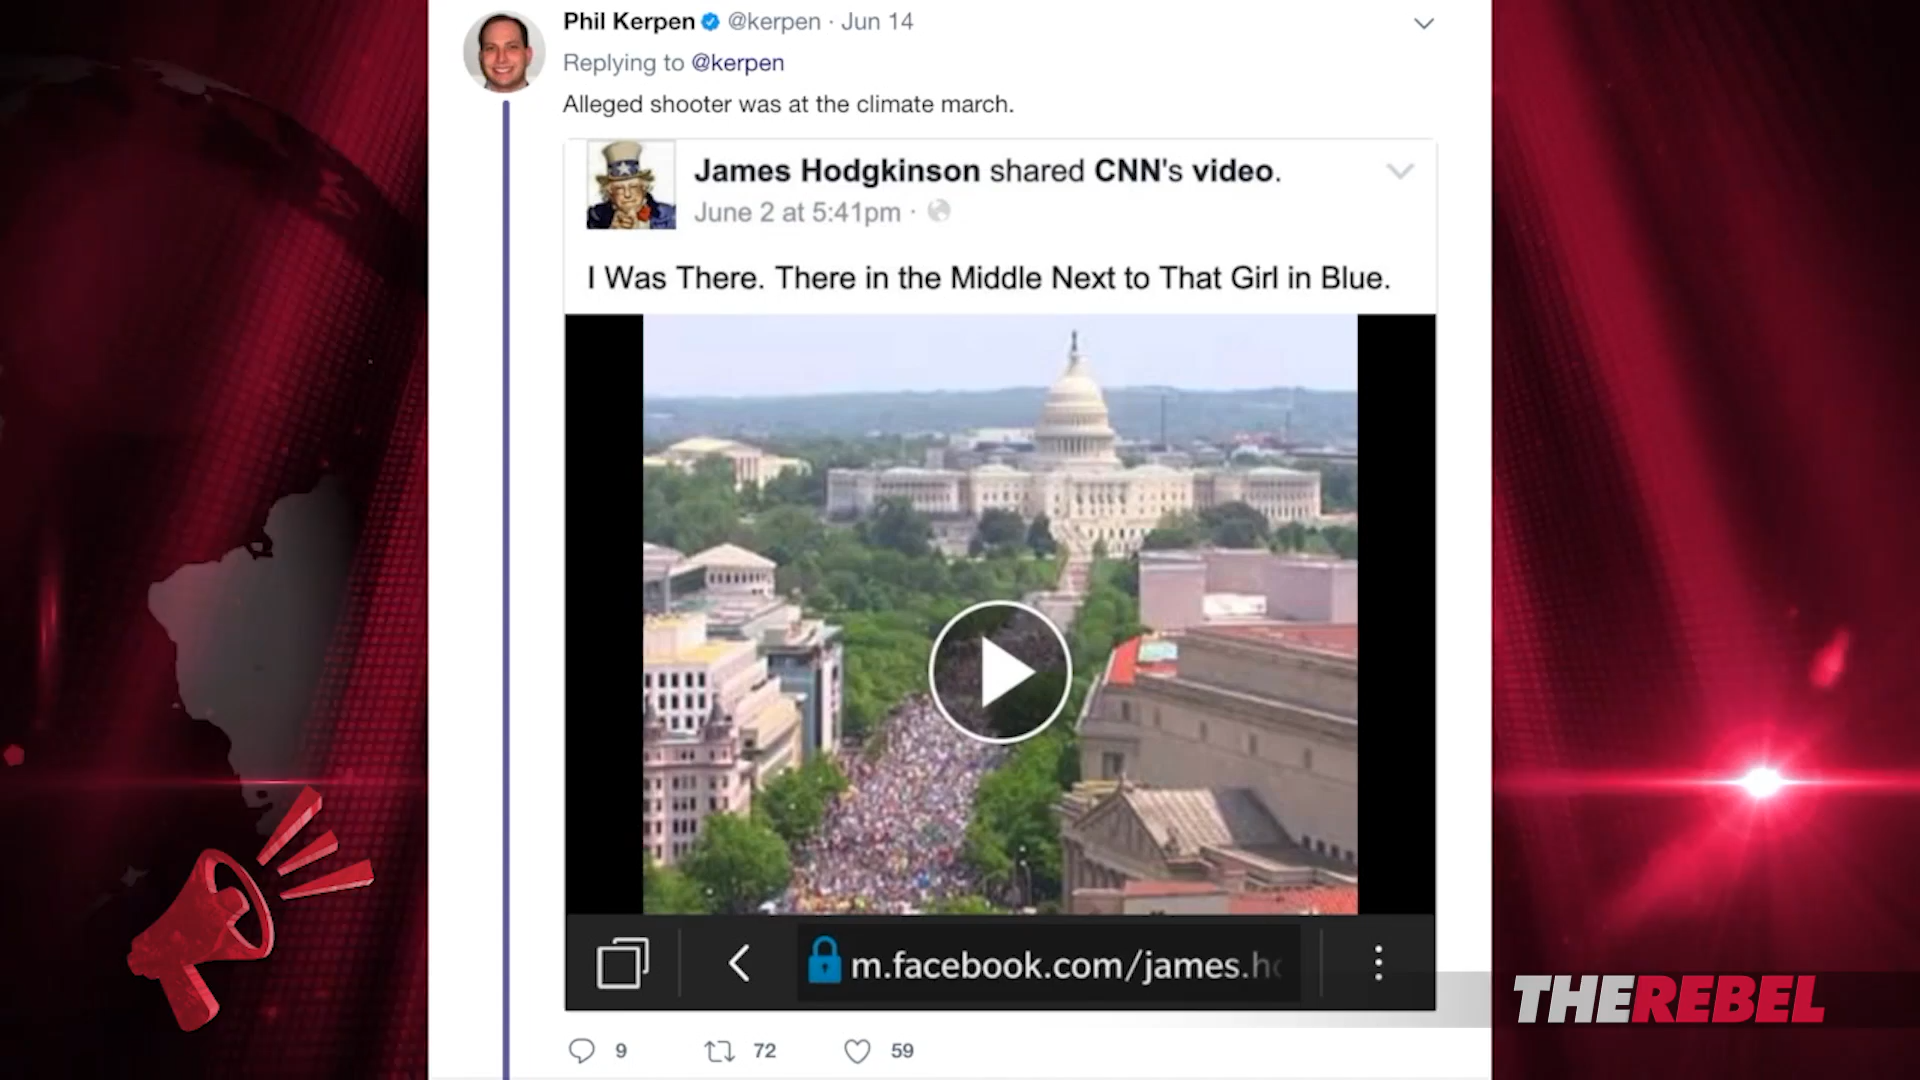 Phil Kerpen @kerpen · Jun 14
Replying to @kerpen
Alleged shooter was at the climate march.
James Hodgkinson shared CNN's video.
June 2 at 5:41pm ·
I Was There. There in the Middle Next to That Girl in Blue.
m.facebook.com/james.h
THEREBEL
9 72 59